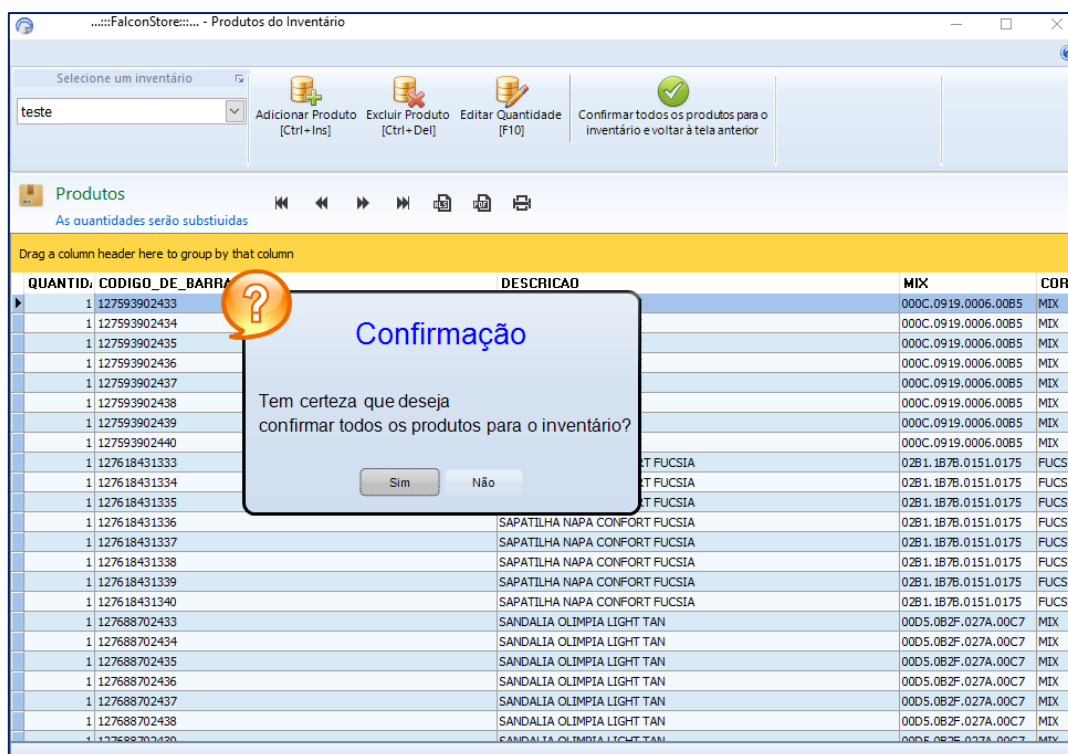 ...:::FalconStore:::... - Produtos do Inventário
Selecione um inventário
teste
Adicionar Produto [Ctrl+Ins]
Excluir Produto [Ctrl+Del]
Editar Quantidade [F10]
Confirmar todos os produtos para o inventário e voltar à tela anterior
Produtos
As quantidades serão substiuidas
XLS PDF
Drag a column header here to group by that column
QUANTID CODIGO_DE_BARRA DESCRICAO MIX COR
1 127593902433 000C.0919.0006.00B5 MIX
1 127593902434 000C.0919.0006.00B5 MIX
1 127593902435 000C.0919.0006.00B5 MIX
1 127593902436 000C.0919.0006.00B5 MIX
1 127593902437 000C.0919.0006.00B5 MIX
1 127593902438 000C.0919.0006.00B5 MIX
1 127593902439 000C.0919.0006.00B5 MIX
1 127593902440 000C.0919.0006.00B5 MIX
1 127618431333 RT FUCSIA 02B1.1B7B.0151.0175 FUCS
1 127618431334 RT FUCSIA 02B1.1B7B.0151.0175 FUCS
1 127618431335 RT FUCSIA 02B1.1B7B.0151.0175 FUCS
1 127618431336 SAPATILHA NAPA CONFORT FUCSIA 02B1.1B7B.0151.0175 FUCS
1 127618431337 SAPATILHA NAPA CONFORT FUCSIA 02B1.1B7B.0151.0175 FUCS
1 127618431338 SAPATILHA NAPA CONFORT FUCSIA 02B1.1B7B.0151.0175 FUCS
1 127618431339 SAPATILHA NAPA CONFORT FUCSIA 02B1.1B7B.0151.0175 FUCS
1 127618431340 SAPATILHA NAPA CONFORT FUCSIA 02B1.1B7B.0151.0175 FUCS
1 127688702433 SANDALIA OLIMPIA LIGHT TAN 00D5.0B2F.027A.00C7 MIX
1 127688702434 SANDALIA OLIMPIA LIGHT TAN 00D5.0B2F.027A.00C7 MIX
1 127688702435 SANDALIA OLIMPIA LIGHT TAN 00D5.0B2F.027A.00C7 MIX
1 127688702436 SANDALIA OLIMPIA LIGHT TAN 00D5.0B2F.027A.00C7 MIX
1 127688702437 SANDALIA OLIMPIA LIGHT TAN 00D5.0B2F.027A.00C7 MIX
1 127688702438 SANDALIA OLIMPIA LIGHT TAN 00D5.0B2F.027A.00C7 MIX
1 127688702439 SANDALIA OLIMPIA LIGHT TAN 00D5.0B2F.027A.00C7 MIX
?
Confirmação
Tem certeza que deseja
confirmar todos os produtos para o inventário?
Sim Não